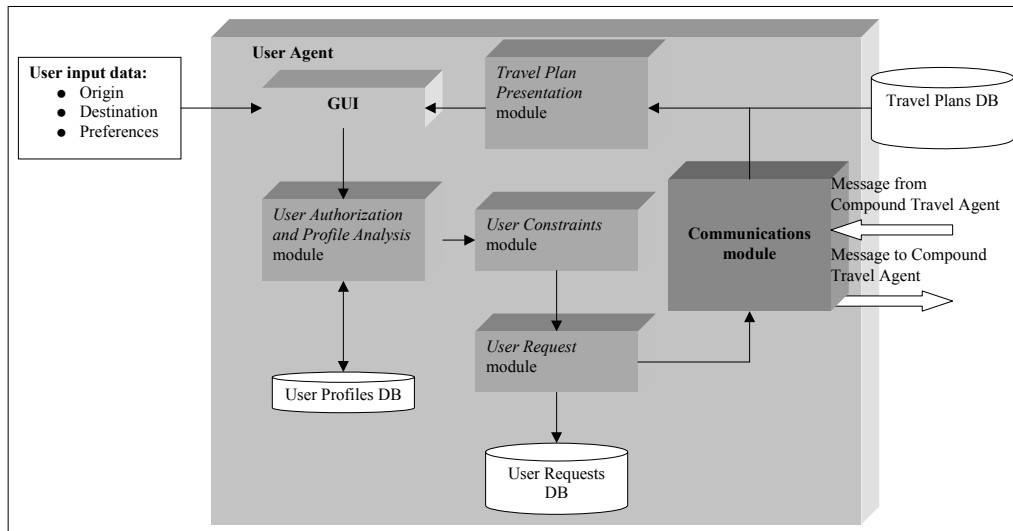 User Agent
User input data:
● Origin
● Destination
● Preferences
GUI
Travel Plan
Presentation
module
Travel Plans DB
User Authorization
and Profile Analysis
module
User Constraints
module
Communications
module
Message from
Compound Travel Agent
Message to Compound
Travel Agent
User Request
module
User Profiles DB
User Requests
DB